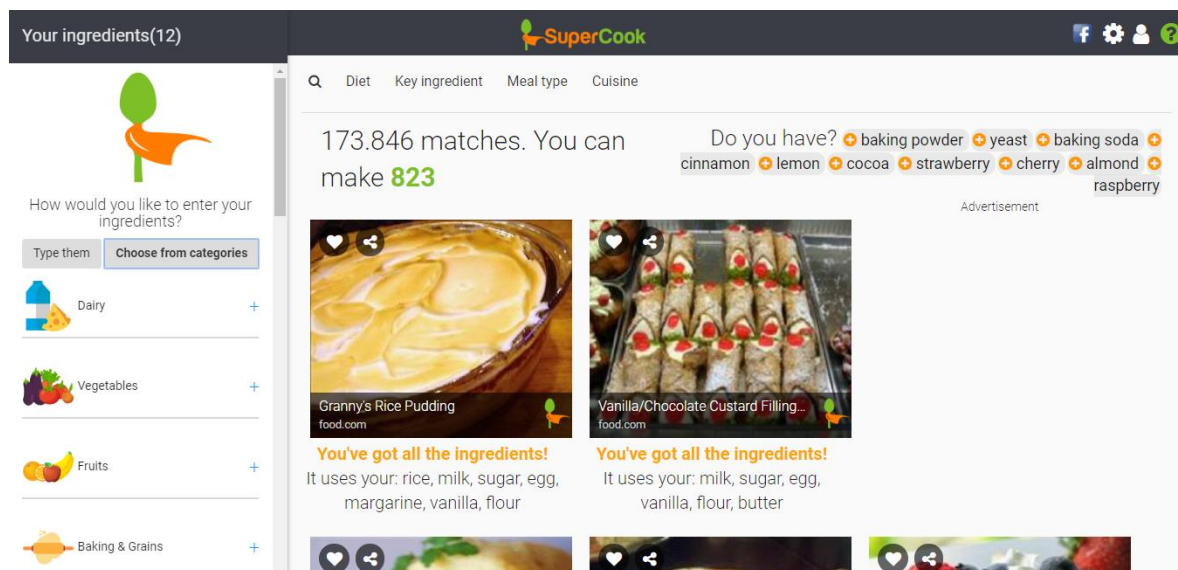 Your ingredients(12)
SuperCook
How would you like to enter your
ingredients?
Type them
Choose from categories
Dairy
Vegetables
Fruits
Baking & Grains
Diet Key ingredient Meal type Cuisine
173.846 matches. You can
make 823
Do you have? baking powder yeast baking soda
cinnamon lemon cocoa strawberry cherry almond
raspberry
Advertisement
Granny's Rice Pudding
food.com
You've got all the ingredients!
It uses your: rice, milk, sugar, egg,
margarine, vanilla, flour
Vanilla/Chocolate Custard Filling...
food.com
You've got all the ingredients!
It uses your: milk, sugar, egg,
vanilla, flour, butter